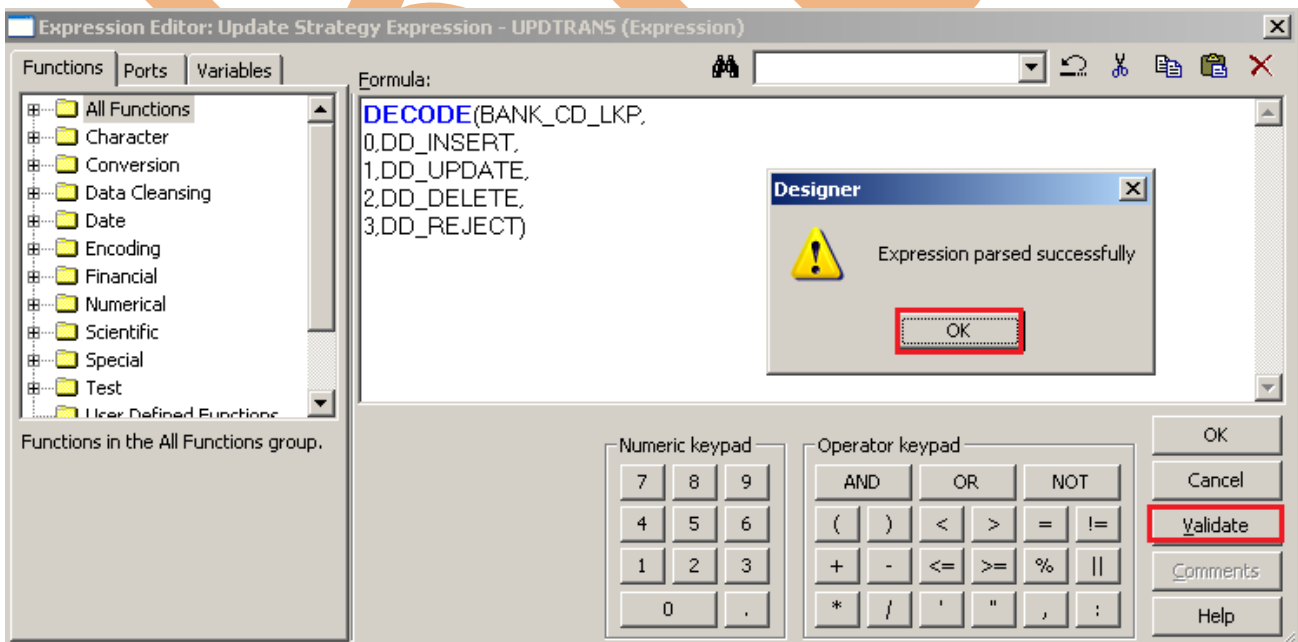 Expression Editor: Update Strategy Expression - UPDTRANS (Expression)
Functions Ports Variables
All Functions
Character
Conversion
Data Cleansing
Date
Encoding
Financial
Numerical
Scientific
Special
Test
User Defined Functions
Functions in the All Functions group.
Formula:
DECODE(BANK_CD_LKP,
0,DD_INSERT,
1,DD_UPDATE,
2,DD_DELETE,
3,DD_REJECT)
Designer
Expression parsed successfully
OK
Numeric keypad
7 8 9
4 5 6
1 2 3
0 .
Operator keypad
AND OR NOT
( ) < > = !=
+ - <= >= % ||
* / ' " , :
OK
Cancel
Validate
Comments
Help